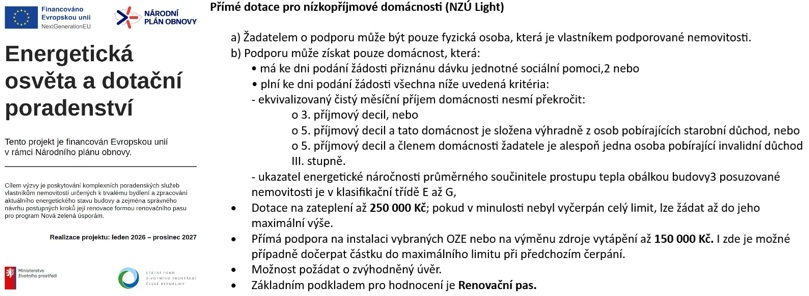 Financováno
Evropskou unií
NextGenerationEU
NÁRODNÍ
PLÁN OBNOVY
Energetická
osvěta a dotační
poradenství
Tento projekt je financován Evropskou unií
v rámci Národního plánu obnovy.
Cílem výzvy je poskytování komplexních poradenských služeb
vlastníkům nemovitostí určených k trvalému bydlení a zpracování
aktuálního energetického stavu budovy a zejména správného
návrhu postupných kroků její renovace formou renovačního pasu
pro program Nová zelená úsporám.
Realizace projektu: leden 2026 – prosinec 2027
Ministerstvo
životního prostředí
STÁTNÍ FOND
ŽIVOTNÍHO PROSTŘEDÍ
ČESKÉ REPUBLIKY
Přímé dotace pro nízkopříjmové domácnosti (NZÚ Light)
a) Žadatelem o podporu může být pouze fyzická osoba, která je vlastníkem podporované nemovitosti.
b) Podporu může získat pouze domácnost, která:
• má ke dni podání žádosti přiznánu dávku jednotné sociální pomoci,2 nebo
• plní ke dni podání žádosti všechna níže uvedená kritéria:
- ekvivalizovaný čistý měsíční příjem domácnosti nesmí překročit:
o 3. příjmový decil, nebo
o 5. příjmový decil a tato domácnost je složena výhradně z osob pobírajících starobní důchod, nebo
o 5. příjmový decil a členem domácnosti žadatele je alespoň jedna osoba pobírající invalidní důchod
III. stupně.
- ukazatel energetické náročnosti průměrného součinitele prostupu tepla obálkou budovy3 posuzované
nemovitosti je v klasifikační třídě E až G,
• Dotace na zateplení až 250 000 Kč; pokud v minulosti nebyl vyčerpán celý limit, lze žádat až do jeho
maximální výše.
• Přímá podpora na instalaci vybraných OZE nebo na výměnu zdroje vytápění až 150 000 Kč. I zde je možné
případně dočerpat částku do maximálního limitu při předchozím čerpání.
• Možnost požádat o zvýhodněný úvěr.
• Základním podkladem pro hodnocení je Renovační pas.